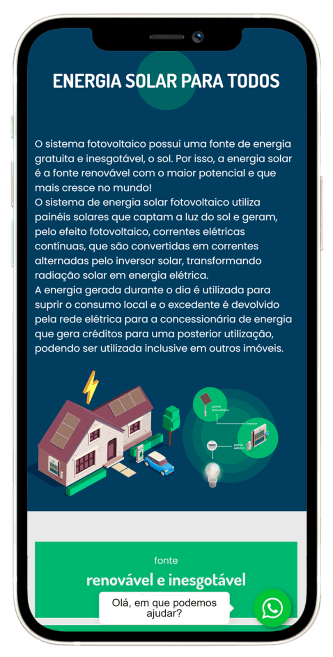 ENERGIA SOLAR PARA TODOS
O sistema fotovoltaico possui uma fonte de energia
gratuita e inesgotável, o sol. Por isso, a energia solar
é a fonte renovável com o maior potencial e que
mais cresce no mundo!
O sistema de energia solar fotovoltaico utiliza
painéis solares que captam a luz do sol e geram,
pelo efeito fotovoltaico, correntes elétricas
contínuas, que são convertidas em correntes
alternadas pelo inversor solar, transformando
radiação solar em energia elétrica.
A energia gerada durante o dia é utilizada para
suprir o consumo local e o excedente é devolvido
pela rede elétrica para a concessionária de energia
que gera créditos para uma posterior utilização,
podendo ser utilizada inclusive em outros imóveis.
fonte
renovável e inesgotável
Olá, em que podemos
ajudar?